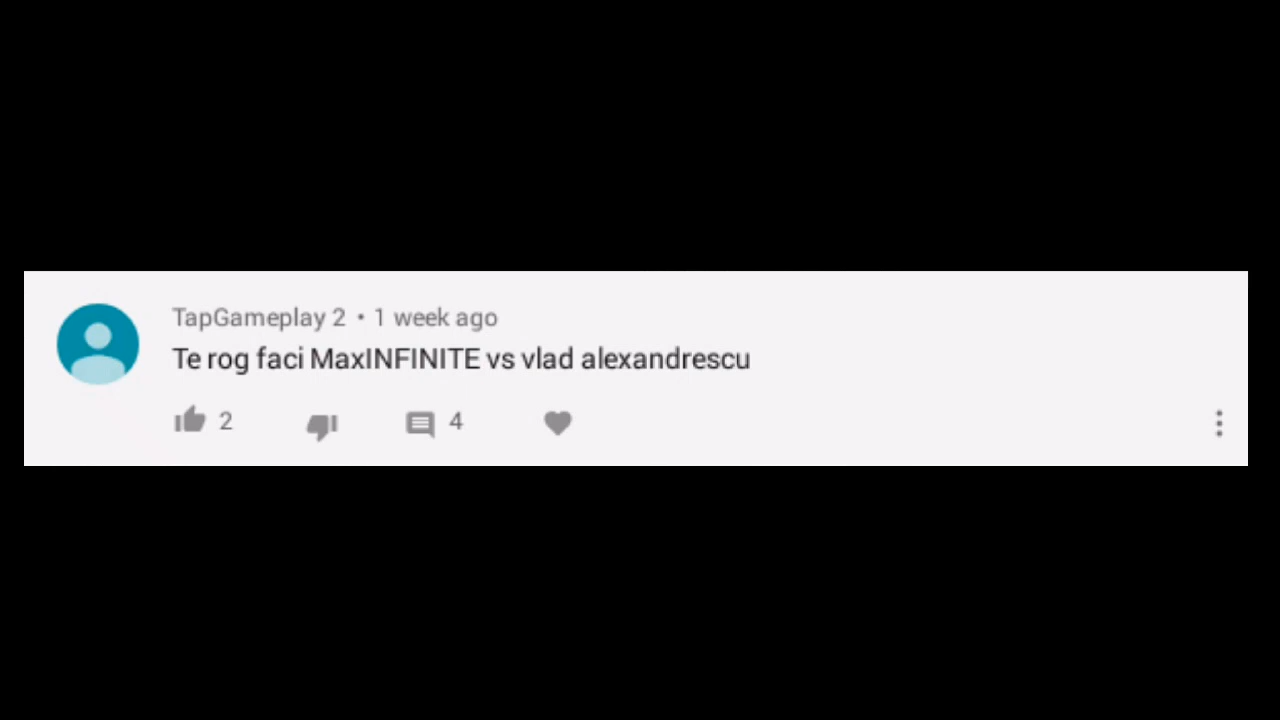 TapGameplay 2 • 1 week ago
Te rog faci MaxINFINITE vs vlad alexandrescu
2 4